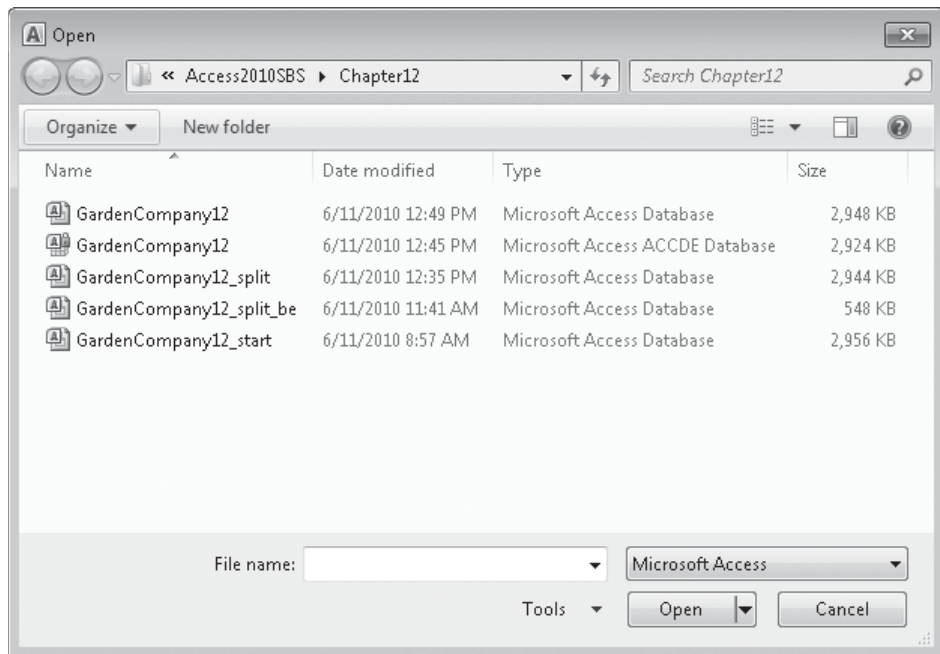 Open
« Access2010SBS ▸ Chapter12 Search Chapter12
Organize ▾ New folder
Name Date modified Type Size
GardenCompany12 6/11/2010 12:49 PM Microsoft Access Database 2,948 KB
GardenCompany12 6/11/2010 12:45 PM Microsoft Access ACCDE Database 2,924 KB
GardenCompany12_split 6/11/2010 12:35 PM Microsoft Access Database 2,944 KB
GardenCompany12_split_be 6/11/2010 11:41 AM Microsoft Access Database 548 KB
GardenCompany12_start 6/11/2010 8:57 AM Microsoft Access Database 2,956 KB
File name: Microsoft Access
Tools Open Cancel